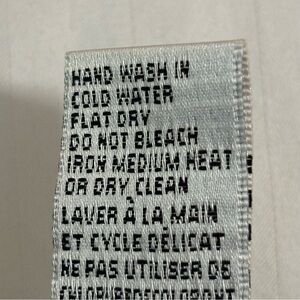 HAND WASH IN
COLD WATER
FLAT DRY
DO NOT BLEACH
IRON MEDIUM HEAT
OR DRY CLEAN
LAVER À LA MAIN
ET CYCLE DÉLICAT
NE PAS UTILISER DE